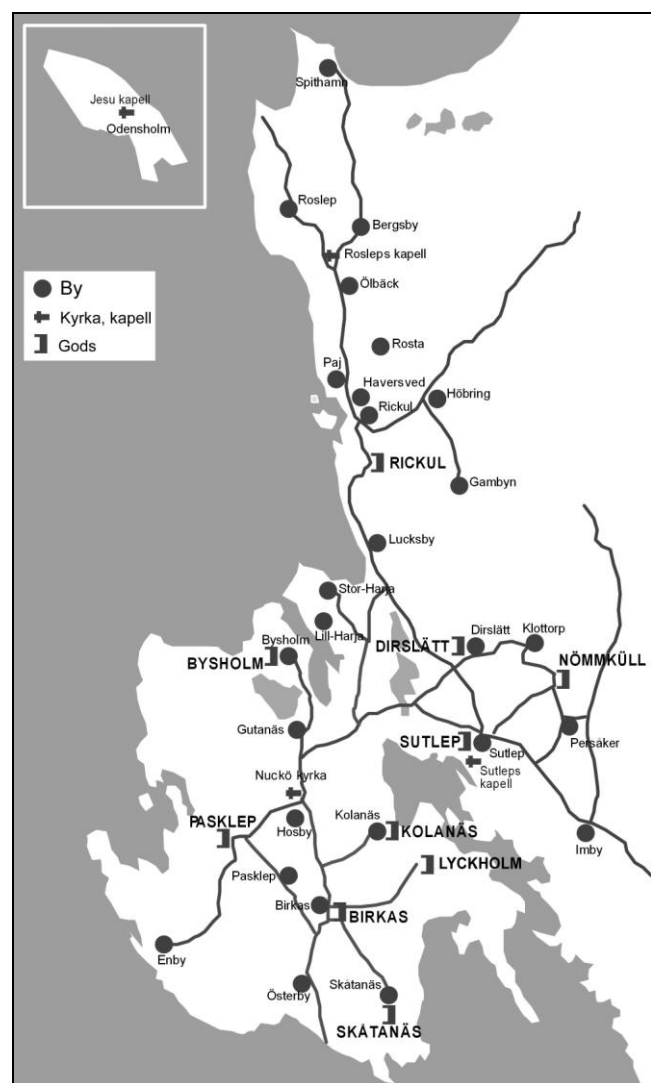 Jesu kapell
Odensholm
Spithamn
Roslep
Bergsby
Rosleps kapell
Ölbäck
By
Kyrka, kapell
Gods
Rosta
Paj
Haversved
Rickul
Höbring
RICKUL
Gambyn
Lucksby
Stor-Harja
Lill-Harja
Dirslätt
Klottorp
DIRSLÄTT
Bysholm
BYSHOLM
NÖMMKÜLL
Gutanäs
SUTLEP
Sutlep
Persåker
Sutleps
kapell
Nuckö kyrka
PASKLEP
Hosby
Kolanäs
KOLANÄS
Imby
LYCKHOLM
Pasklep
Birkas
BIRKAS
Enby
Österby
Skåtanäs
SKÅTANÄS